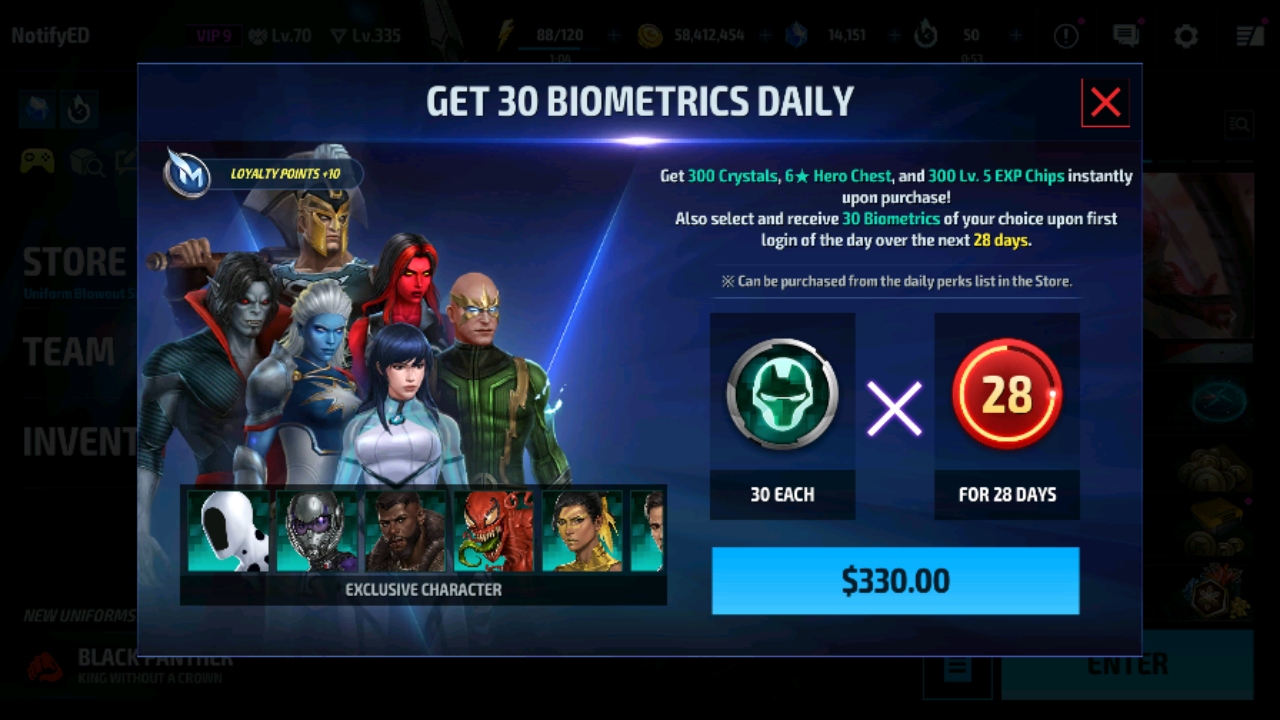 NotifyED
VIP 9
Lv.70
Lv.335
88/120
1:04
58,412,454
14,151
50
0:53
GET 30 BIOMETRICS DAILY
LOYALTY POINTS +10
Get 300 Crystals, 6★ Hero Chest, and 300 Lv. 5 EXP Chips instantly
upon purchase!
Also select and receive 30 Biometrics of your choice upon first
login of the day over the next 28 days.
※ Can be purchased from the daily perks list in the Store.
STORE
Uniform Blowout S
TEAM
INVENT
28
30 EACH
FOR 28 DAYS
EXCLUSIVE CHARACTER
$330.00
NEW UNIFORMS
BLACK PANTHER
KING WITHOUT A CROWN
ENTER